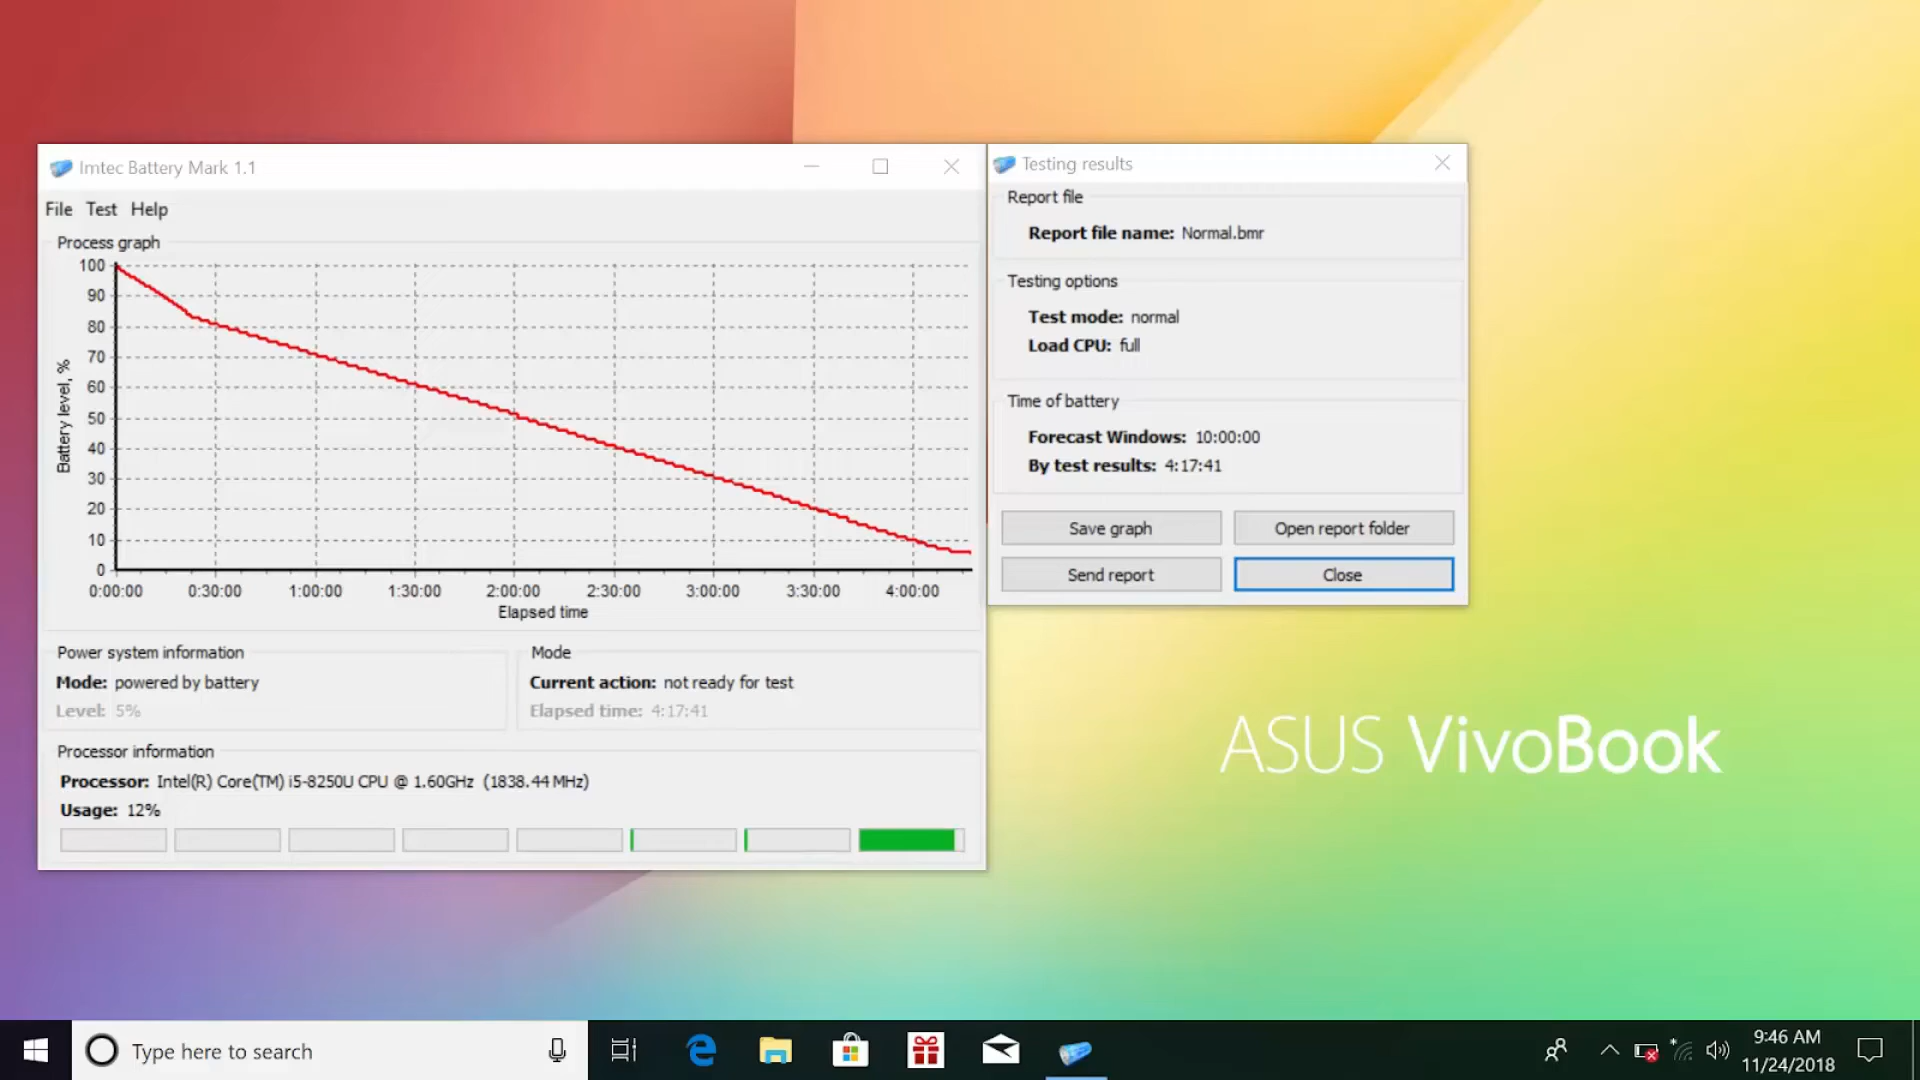 Imtec Battery Mark 1.1
File Test Help
Process graph
100
90
80
70
60
50
40
30
20
10
0
Battery level, %
0:00:00 0:30:00 1:00:00 1:30:00 2:00:00 2:30:00 3:00:00 3:30:00 4:00:00
Elapsed time
Power system information
Mode: powered by battery
Level: 5%
Mode
Current action: not ready for test
Elapsed time: 4:17:41
Processor information
Processor: Intel(R) Core(TM) i5-8250U CPU @ 1.60GHz (1838.44 MHz)
Usage: 12%
Testing results
Report file
Report file name: Normal.bmr
Testing options
Test mode: normal
Load CPU: full
Time of battery
Forecast Windows: 10:00:00
By test results: 4:17:41
Save graph Open report folder
Send report Close
ASUS VivoBook
Type here to search
9:46 AM
11/24/2018